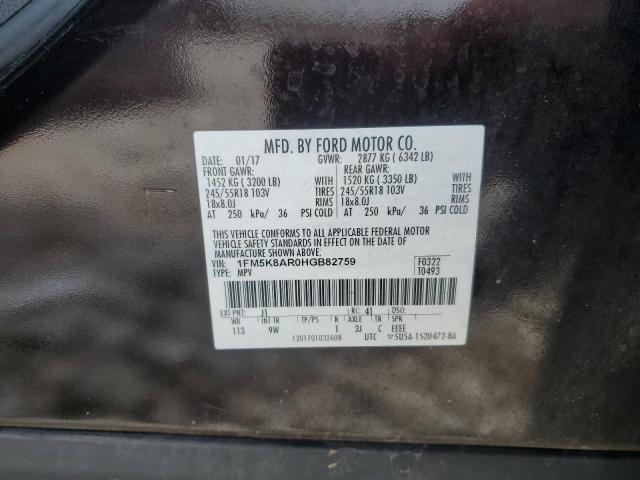 MFD. BY FORD MOTOR CO.
DATE: 01/17 GVWR: 2877 KG ( 6342 LB)
FRONT GAWR: REAR GAWR:
1452 KG ( 3200 LB) WITH 1520 KG ( 3350 LB) WITH
245/55R18 103V TIRES 245/55R18 103V TIRES
18x8.0J RIMS 18x8.0J RIMS
AT 250 kPa/ 36 PSI COLD AT 250 kPa/ 36 PSI COLD
THIS VEHICLE CONFORMS TO ALL APPLICABLE FEDERAL MOTOR
VEHICLE SAFETY STANDARDS IN EFFECT ON THE DATE OF
MANUFACTURE SHOWN ABOVE.
VIN: 1FM5K8AR0HGB82759 F0322
TYPE: MPV T0493
EXT PNT: J1 RC: 41 DSO:
WB INT TR TP/PS R AXLE TR SPR
113 9W 1 3J C EEEE
1201701032608 UTC 5U5A-1520472-BA